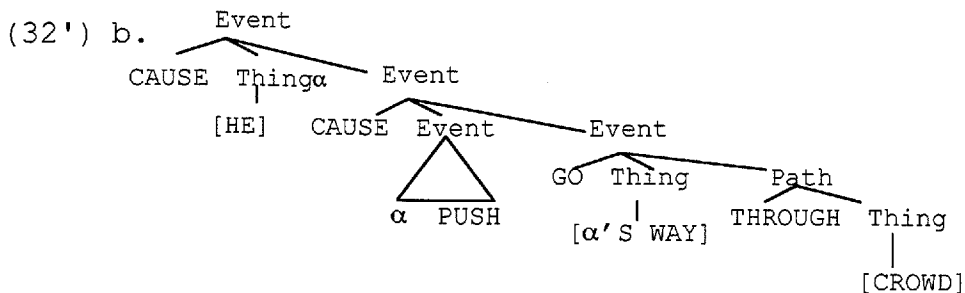 (32') b. Event
CAUSE Thingα Event
[HE] CAUSE Event Event
GO Thing Path
α PUSH [α'S WAY] THROUGH Thing
[CROWD]